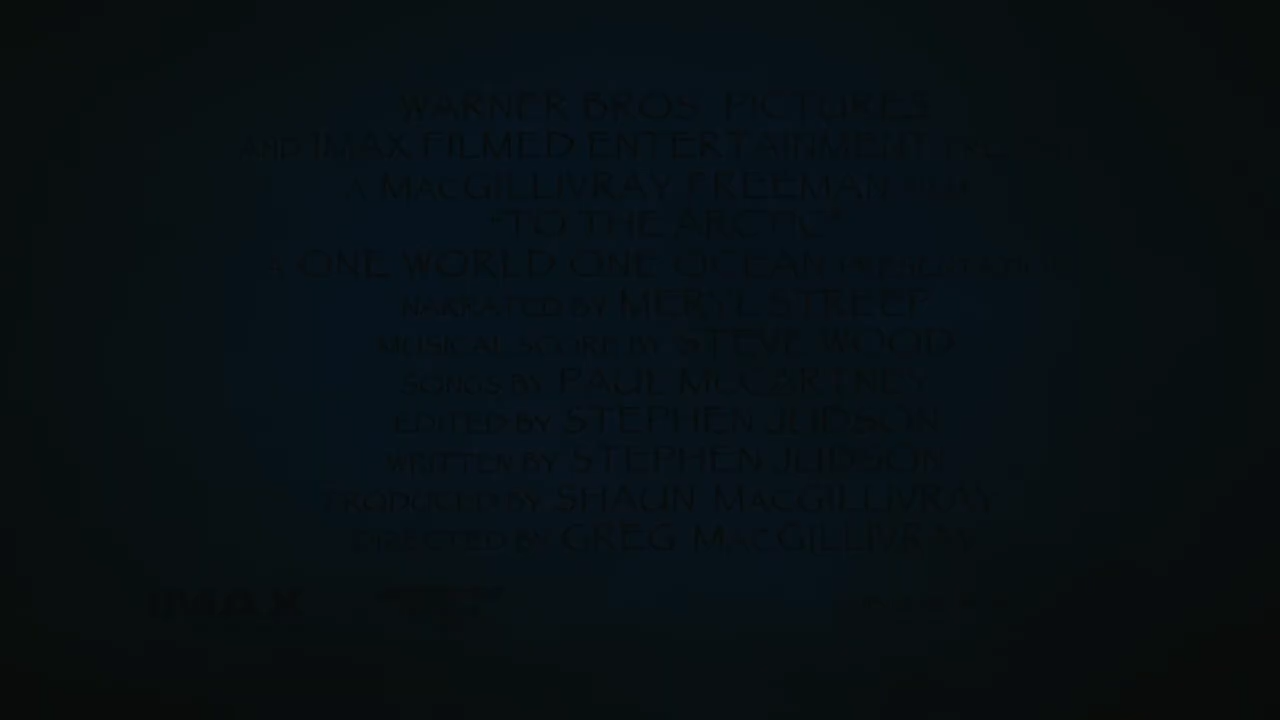 WARNER BROS. PICTURES
AND IMAX FILMED ENTERTAINMENT PRESENT
A MACGILLIVRAY FREEMAN FILM
"TO THE ARCTIC"
A ONE WORLD ONE OCEAN PRESENTATION
NARRATED BY MERYL STREEP
MUSICAL SCORE BY STEVE WOOD
SONGS BY PAUL MCCARTNEY
EDITED BY STEPHEN JUDSON
WRITTEN BY STEPHEN JUDSON
PRODUCED BY SHAUN MACGILLIVRAY
DIRECTED BY GREG MACGILLIVRAY
IMAX